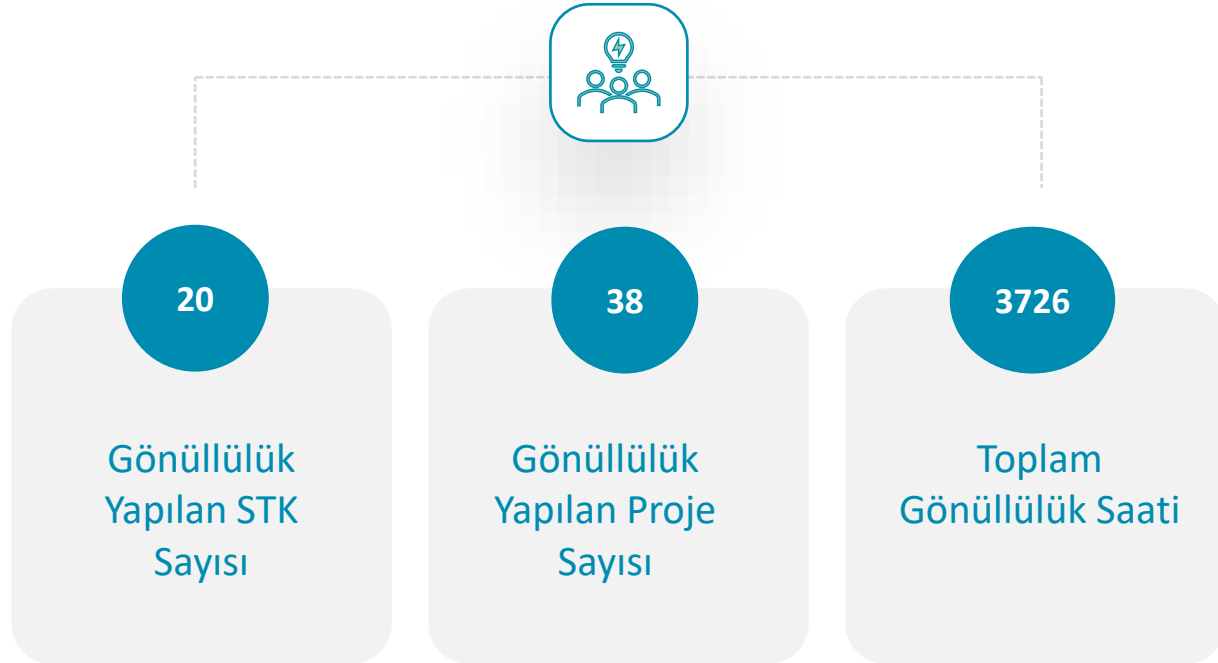 20
Gönüllülük
Yapılan STK
Sayısı
38
Gönüllülük
Yapılan Proje
Sayısı
3726
Toplam
Gönüllülük Saati